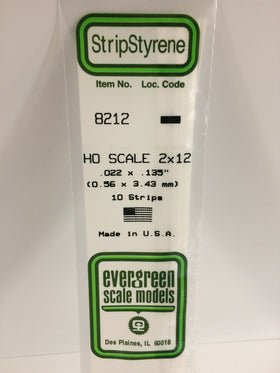 StripStyrene
Item No. Loc. Code
8212
HO SCALE 2x12
.022 x .135"
(0.56 x 3.43 mm)
10 Strips
Made in U.S.A.
evergreen
scale models
Des Plaines, IL 60018